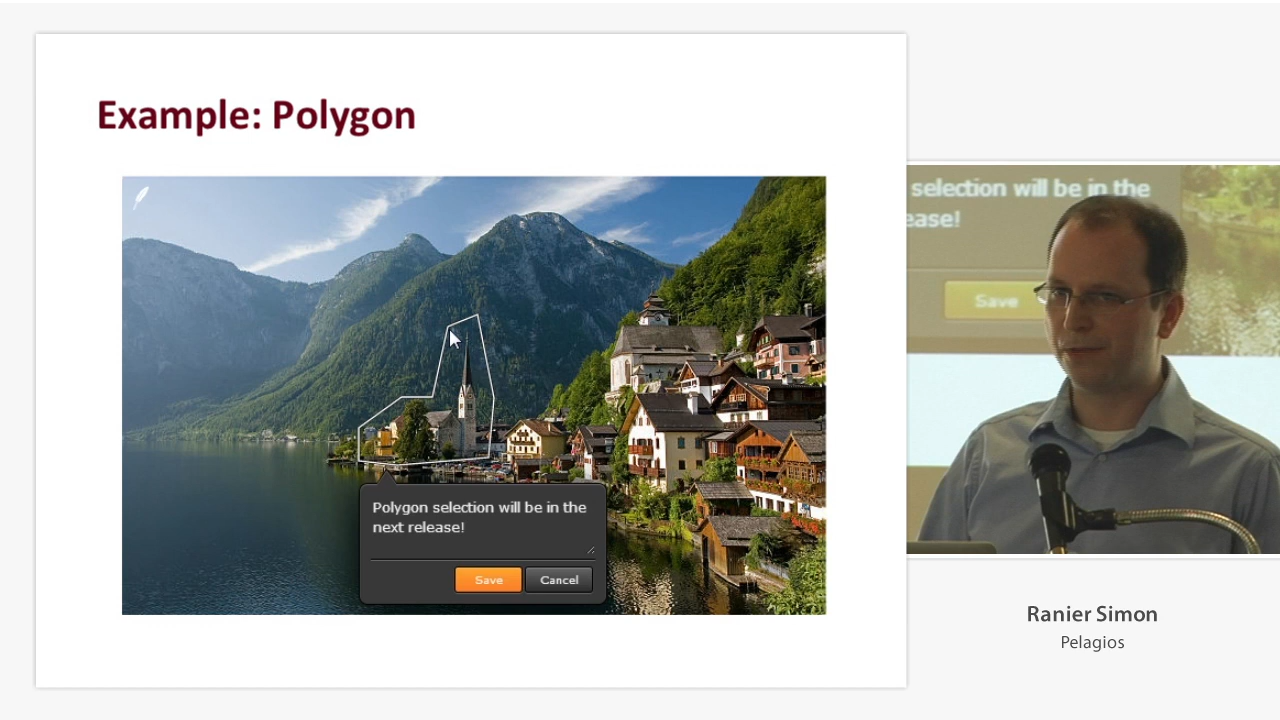 Example: Polygon
Polygon selection will be in the
next release!
Save
Cancel
selection will be in the
ease!
Save
Ranier Simon
Pelagios